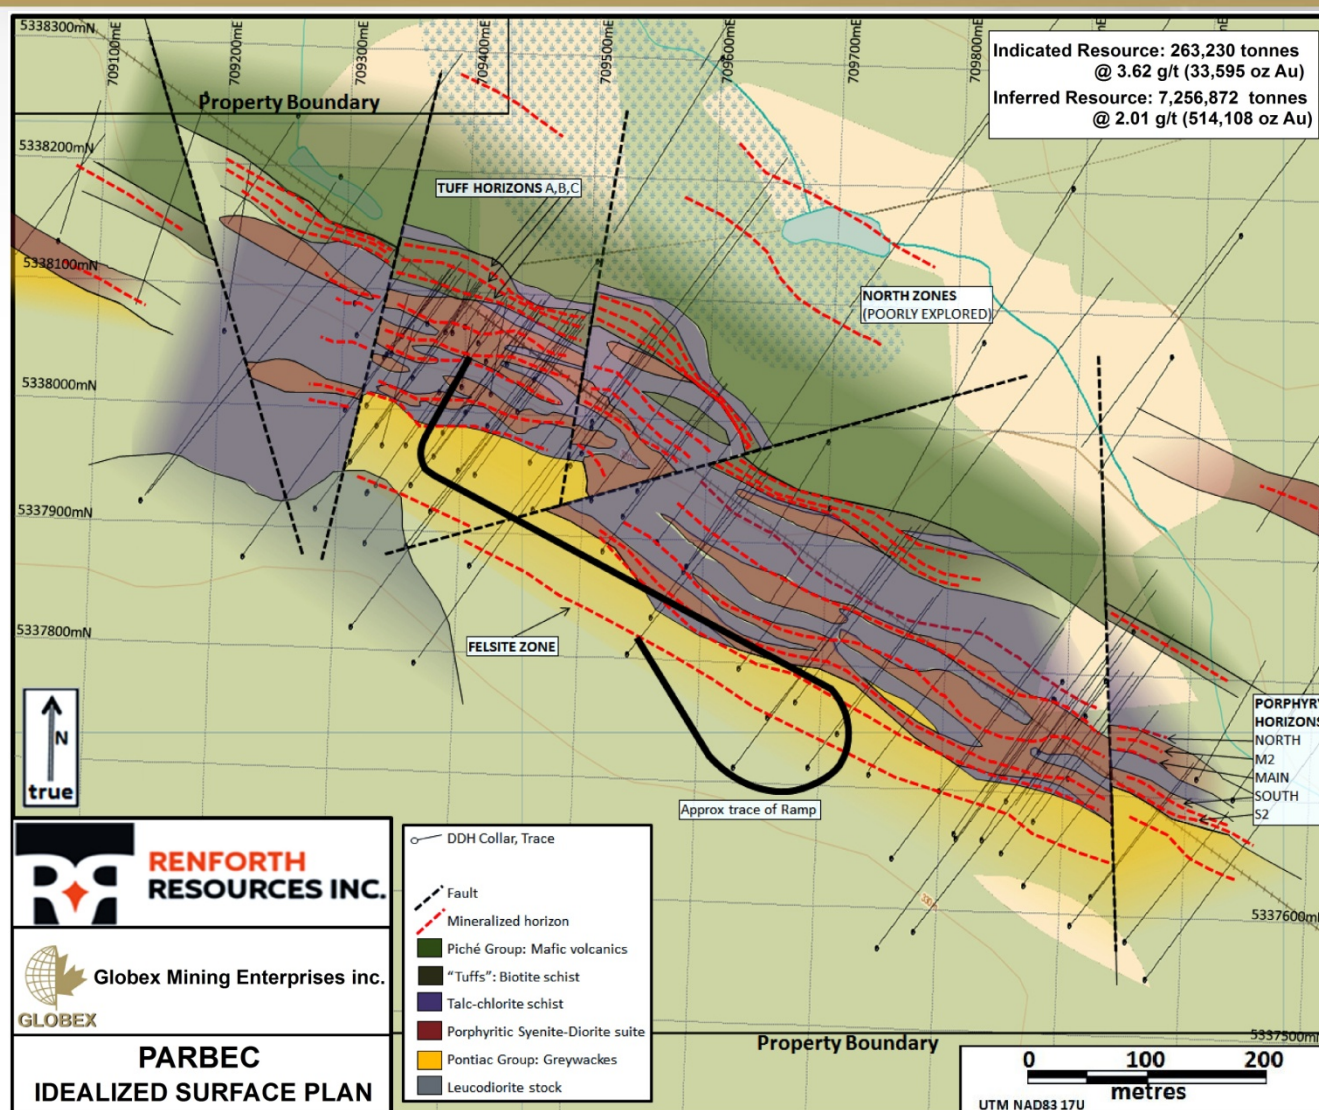 5338300mN
709100mE
709200mE
709300mE
709400mE
709500mE
709600mE
709700mE
709800mE
mE
mE
Indicated Resource: 263,230 tonnes
@ 3.62 g/t (33,595 oz Au)
Inferred Resource: 7,256,872 tonnes
@ 2.01 g/t (514,108 oz Au)
Property Boundary
5338200mN
TUFF HORIZONS A,B,C
5338100mN
NORTH ZONES
(POORLY EXPLORED)
5338000mN
5337900mN
5337800mN
FELSITE ZONE
N
true
PORPHYRY
HORIZONS
NORTH
M2
MAIN
SOUTH
S2
Approx trace of Ramp
RENFORTH
RESOURCES INC.
GLOBEX
Globex Mining Enterprises inc.
PARBEC
IDEALIZED SURFACE PLAN
DDH Collar, Trace
Fault
Mineralized horizon
Piché Group: Mafic volcanics
"Tuffs": Biotite schist
Talc-chlorite schist
Porphyritic Syenite-Diorite suite
Pontiac Group: Greywackes
Leucodiorite stock
5337600mN
5337500mN
Property Boundary
0 100 200
metres
UTM NAD83 17U